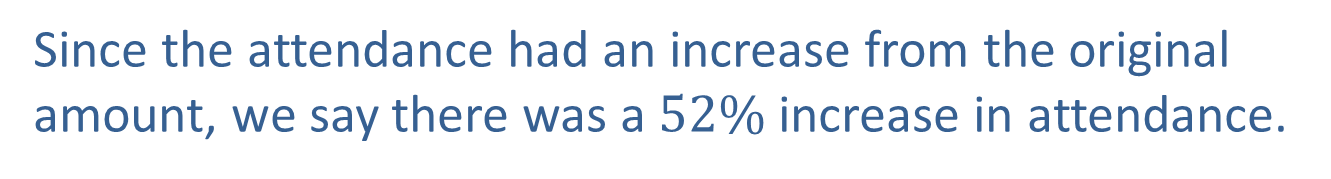 Since the attendance had an increase from the original
amount, we say there was a 52% increase in attendance.